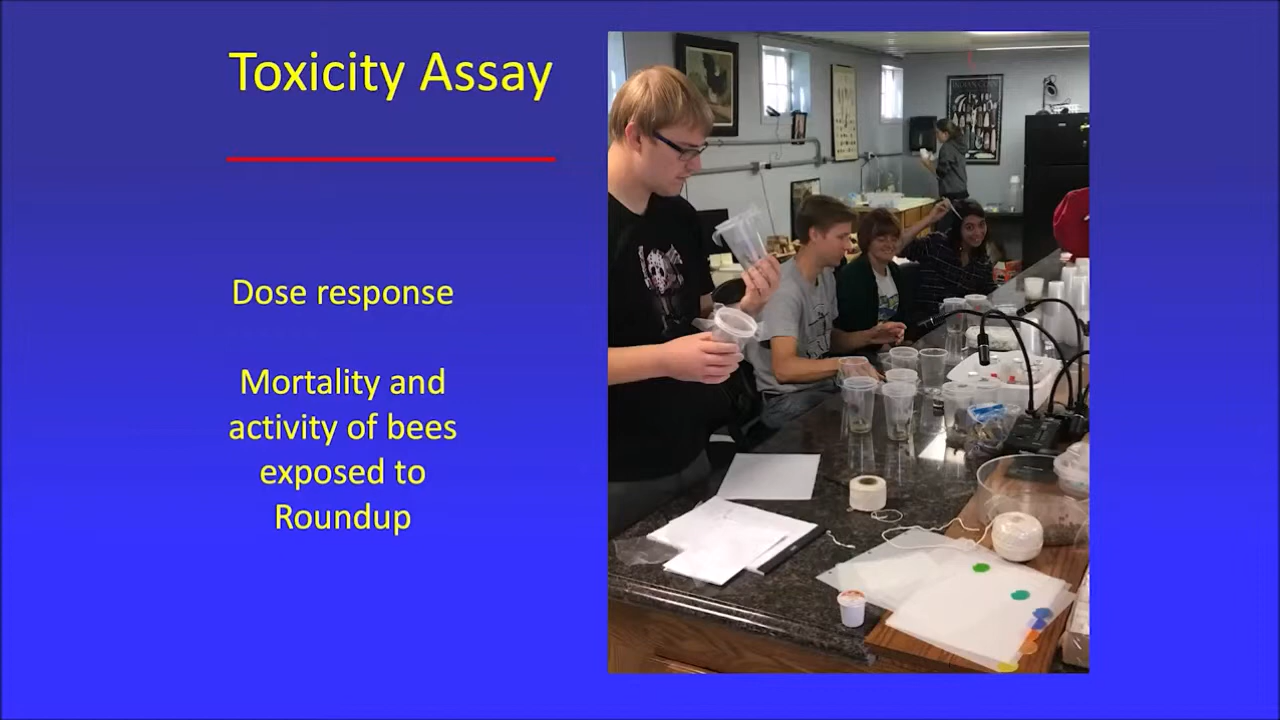 Toxicity Assay
Dose response
Mortality and
activity of bees
exposed to
Roundup